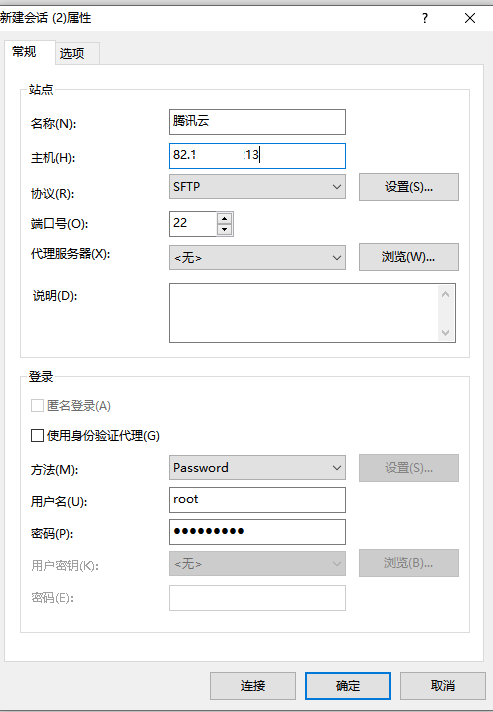 新建会话 (2)属性
?
常规 选项
站点
名称(N): 腾讯云
主机(H): 82.1 13
协议(R): SFTP 设置(S)...
端口号(O): 22
代理服务器(X): <无> 浏览(W)...
说明(D):
登录
匿名登录(A)
使用身份验证代理(G)
方法(M): Password 设置(S)...
用户名(U): root
密码(P): ●●●●●●●●●
用户密钥(K): <无> 浏览(B)...
密码(E):
连接 确定 取消